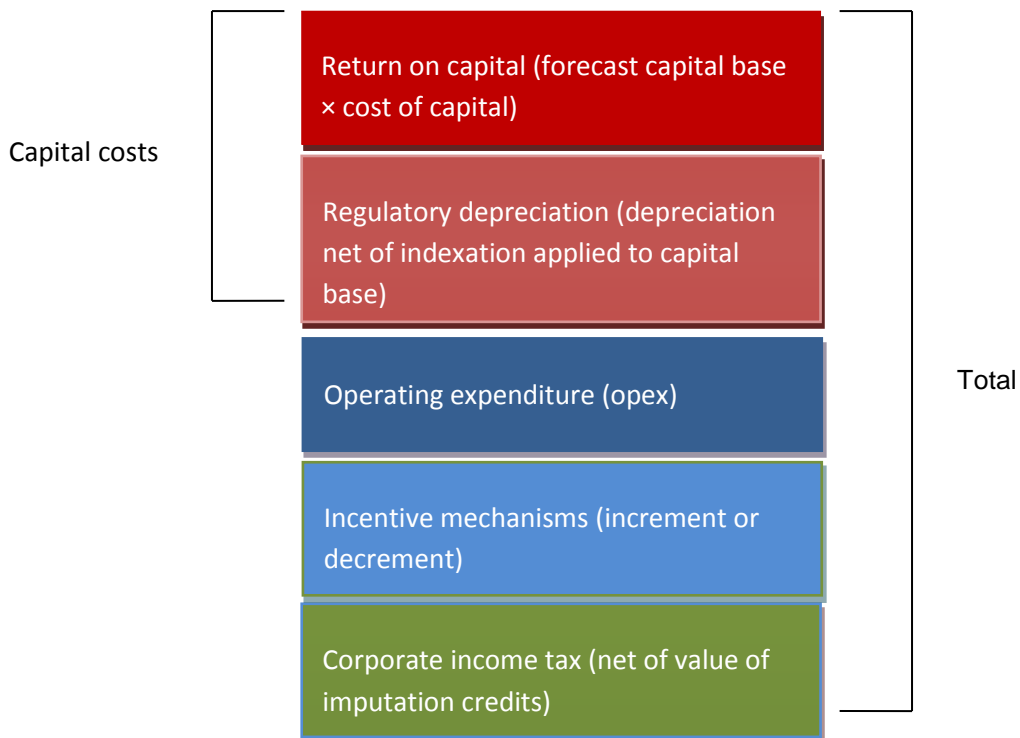 Return on capital (forecast capital base
× cost of capital)
Capital costs
Regulatory depreciation (depreciation
net of indexation applied to capital
base)
Operating expenditure (opex)
Total
Incentive mechanisms (increment or
decrement)
Corporate income tax (net of value of
imputation credits)